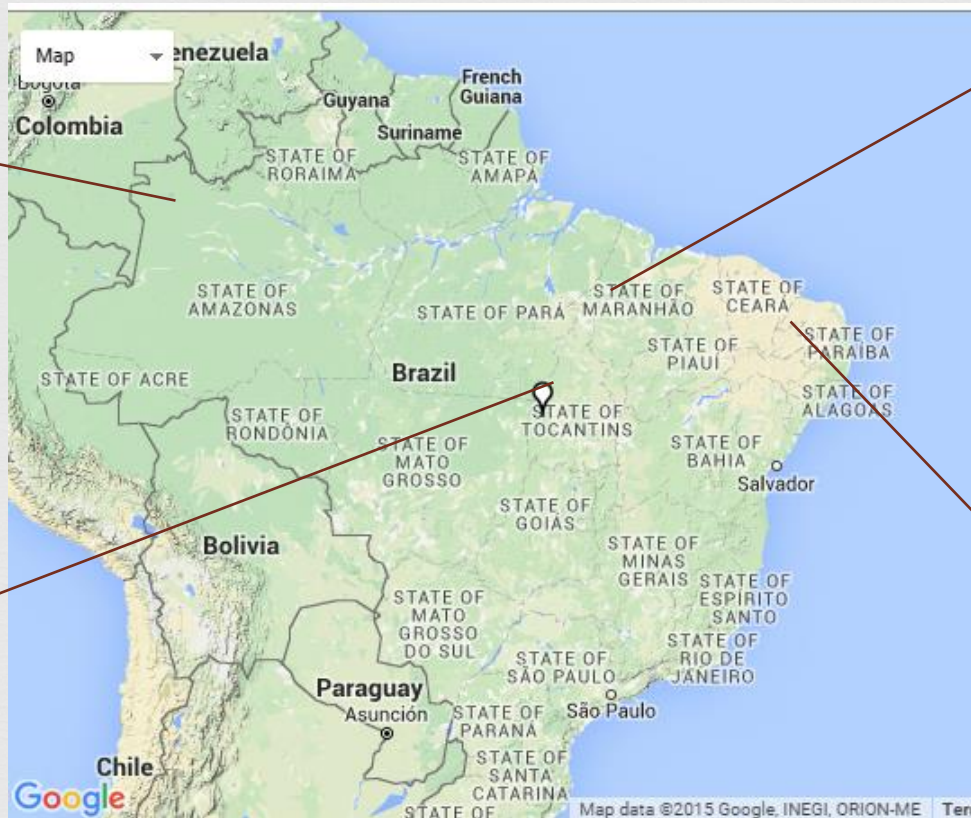 Map
enezuela
Bogota
Colombia
Guyana
French
Guiana
Suriname
STATE OF
RORAIMA
STATE OF
AMAPÁ
STATE OF
AMAZONAS
STATE OF PARÁ
STATE OF
MARANHÃO
STATE OF
CEARÁ
STATE OF
PARAÍBA
STATE OF
PIAUÍ
STATE OF ACRE
Brazil
STATE OF
ALAGOAS
STATE OF
RONDÔNIA
STATE OF
TOCANTINS
STATE OF
MATO
GROSSO
STATE OF
BAHIA
Salvador
STATE OF
GOIÁS
Bolivia
STATE OF
MINAS
GERAIS
STATE OF
ESPÍRITO
SANTO
STATE OF
MATO
GROSSO
DO SUL
STATE OF
RIO DE
JANEIRO
STATE OF
SÃO PAULO
São Paulo
Paraguay
Asunción
STATE OF
PARANÁ
STATE OF
SANTA
CATARINA
Chile
STATE OF
Google
Map data ©2015 Google, INEGI, ORION-ME
Ter